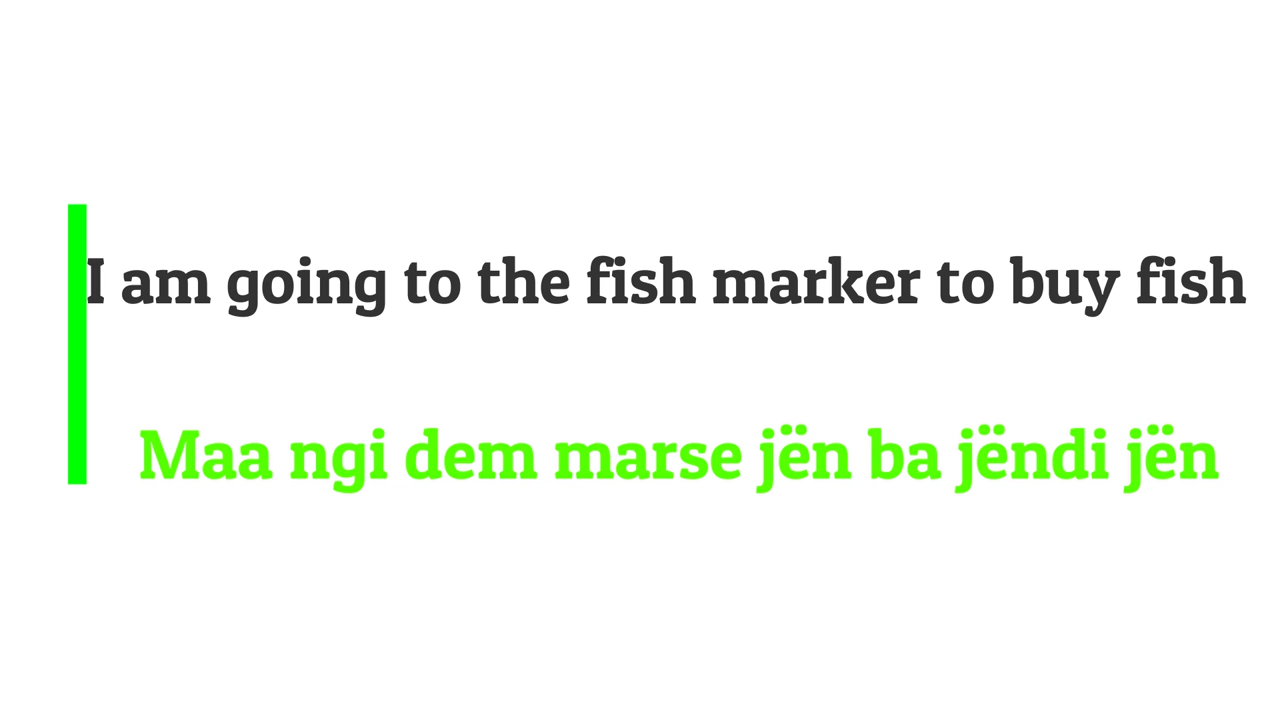 I am going to the fish marker to buy fish
Maa ngi dem marse jën ba jëndi jën